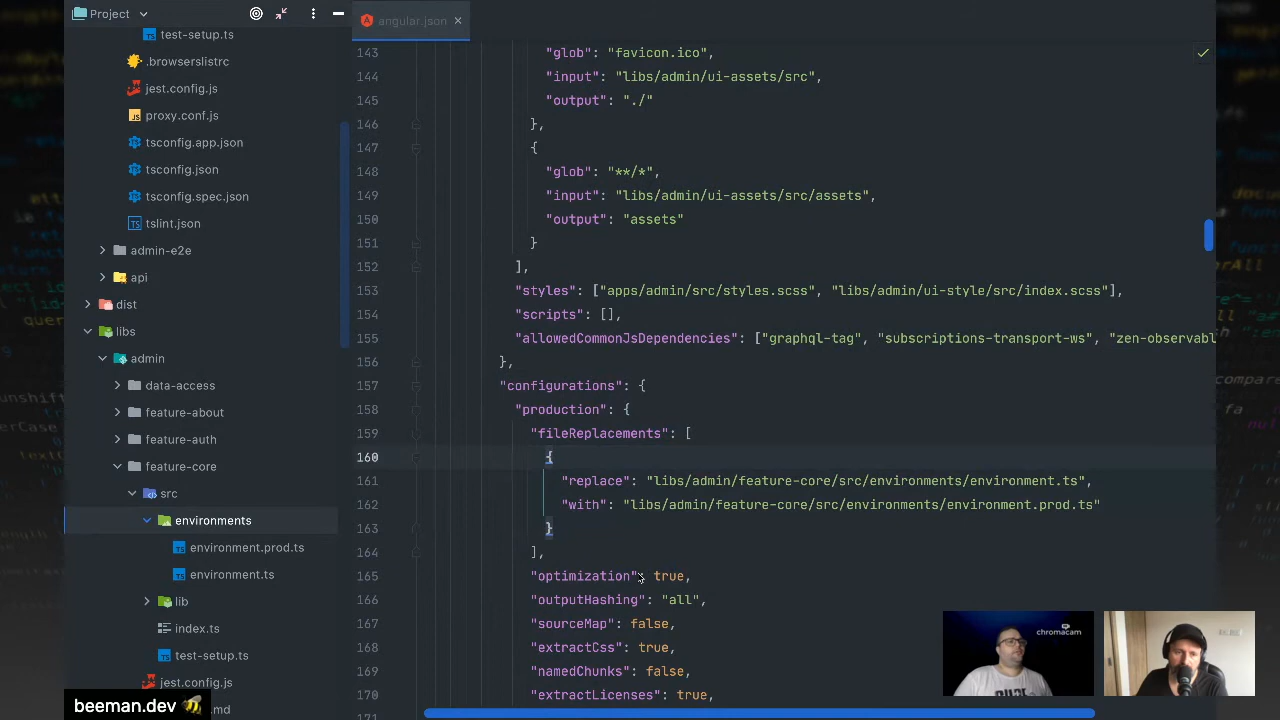 Project
test-setup.ts
.browserslistrc
jest.config.js
proxy.conf.js
tsconfig.app.json
tsconfig.json
tsconfig.spec.json
tslint.json
admin-e2e
api
dist
libs
admin
data-access
feature-about
feature-auth
feature-core
src
environments
environment.prod.ts
environment.ts
lib
index.ts
test-setup.ts
jest.config.js
.md
beeman.dev
angular.json
143 "glob": "favicon.ico",
144 "input": "libs/admin/ui-assets/src",
145 "output": "./"
146 },
147 {
148 "glob": "**/*",
149 "input": "libs/admin/ui-assets/src/assets",
150 "output": "assets"
151 }
152 ],
153 "styles": ["apps/admin/src/styles.scss", "libs/admin/ui-style/src/index.scss"],
154 "scripts": [],
155 "allowedCommonJsDependencies": ["graphql-tag", "subscriptions-transport-ws", "zen-observabl
156 },
157 "configurations": {
158 "production": {
159 "fileReplacements": [
160 {
161 "replace": "libs/admin/feature-core/src/environments/environment.ts",
162 "with": "libs/admin/feature-core/src/environments/environment.prod.ts"
163 }
164 ],
165 "optimization": true,
166 "outputHashing": "all",
167 "sourceMap": false,
168 "extractCss": true,
169 "namedChunks": false,
170 "extractLicenses": true,
171
chromacam